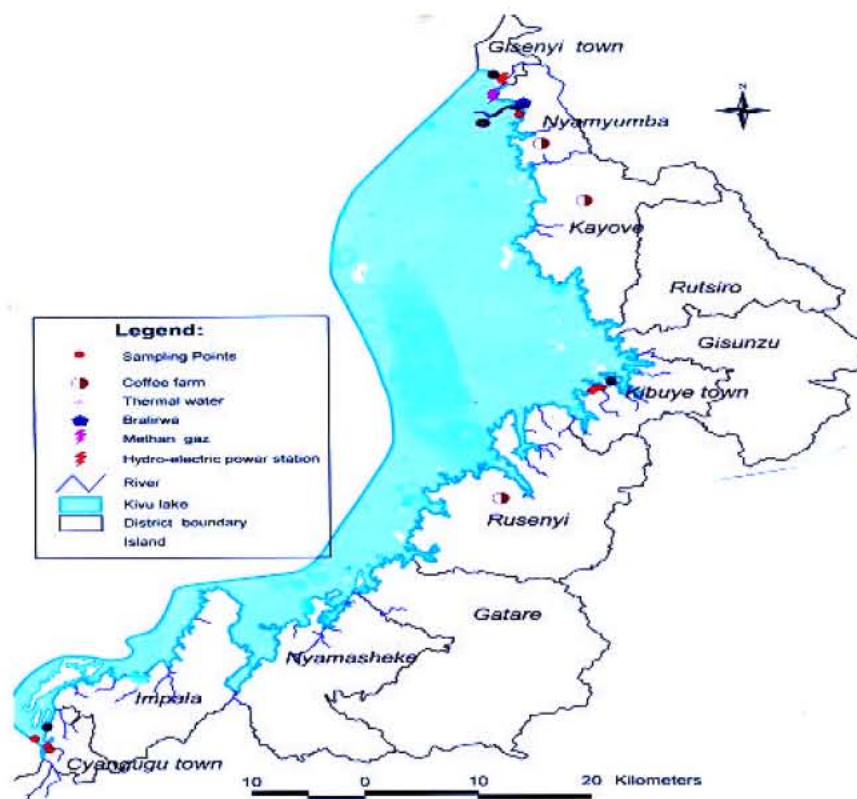 Gisenyi town
N
Nyamyumba
Kayove
Rutsiro
Gisunzu
Kibuye town
Legend:
Sampling Points
Coffee farm
Thermal water
Bralirwa
Methan gaz
Hydro-electric power station
River
Kivu lake
District boundary
Island
Rusenyi
Gatare
Nyamasheke
Impala
Cyangugu town
10 0 10 20 Kilometers